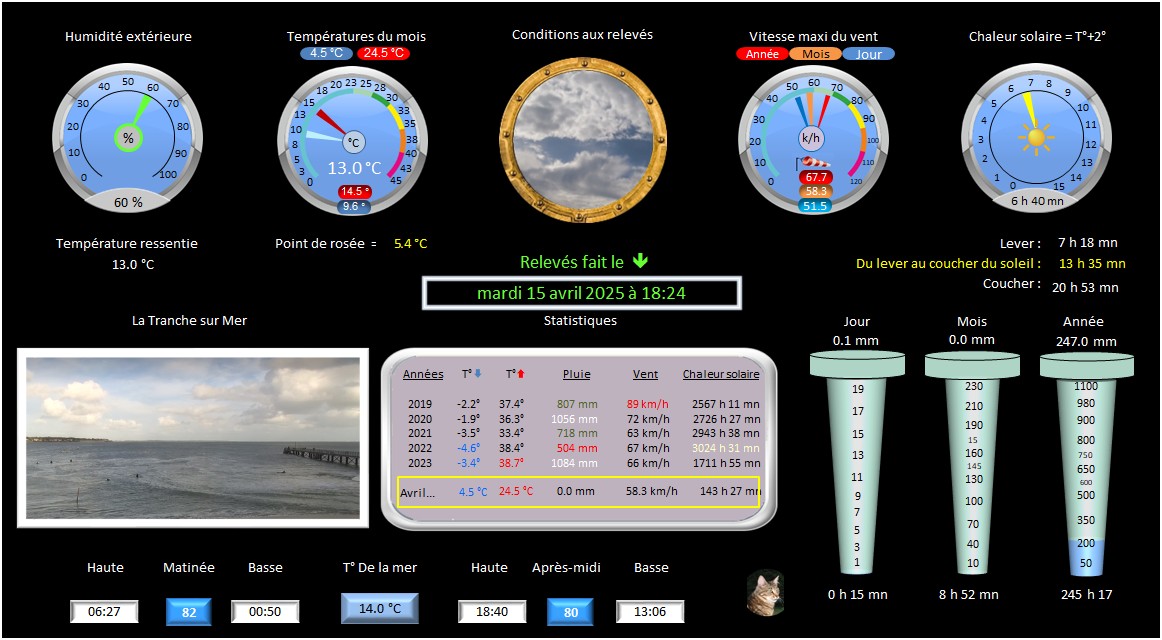 Humidité extérieure
0 10 20 30 40 50 60 70 80 90 100
%
60 %
Températures du mois
4.5 °C 24.5 °C
0 3 5 8 10 13 15 18 20 23 25 28 30 33 35 38 40 43 45
°C
13.0 °C
14.5 °
9.6 °
Conditions aux relevés
Vitesse maxi du vent
Année Mois Jour
0 10 20 30 40 50 60 70 80 90 100 110 120
k/h
67.7
58.3
51.5
Chaleur solaire = T°+2°
0 1 2 3 4 5 6 7 8 9 10 11 12 13 14 15
6 h 40 mn
Température ressentie
13.0 °C
Point de rosée = 5.4 °C
Relevés fait le
mardi 15 avril 2025 à 18:24
Lever : 7 h 18 mn
Du lever au coucher du soleil : 13 h 35 mn
Coucher : 20 h 53 mn
La Tranche sur Mer
Statistiques
Années T° T° Pluie Vent Chaleur solaire
2019 -2.2° 37.4° 807 mm 89 km/h 2567 h 11 mn
2020 -1.9° 36.3° 1056 mm 72 km/h 2726 h 27 mn
2021 -3.5° 33.4° 718 mm 63 km/h 2943 h 38 mn
2022 -4.6° 38.4° 504 mm 67 km/h 3024 h 31 mn
2023 -3.4° 38.7° 1084 mm 66 km/h 1711 h 55 mn
Avril... 4.5 °C 24.5 °C 0.0 mm 58.3 km/h 143 h 27 mn
Jour
0.1 mm
19
17
15
13
11
9
7
5
3
1
0 h 15 mn
Mois
0.0 mm
230
210
190
15
160
145
130
100
70
40
10
8 h 52 mn
Année
247.0 mm
1100
980
900
800
750
650
600
500
350
200
50
245 h 17
Haute Matinée Basse T° De la mer Haute Après-midi Basse
06:27 82 00:50 14.0 °C 18:40 80 13:06